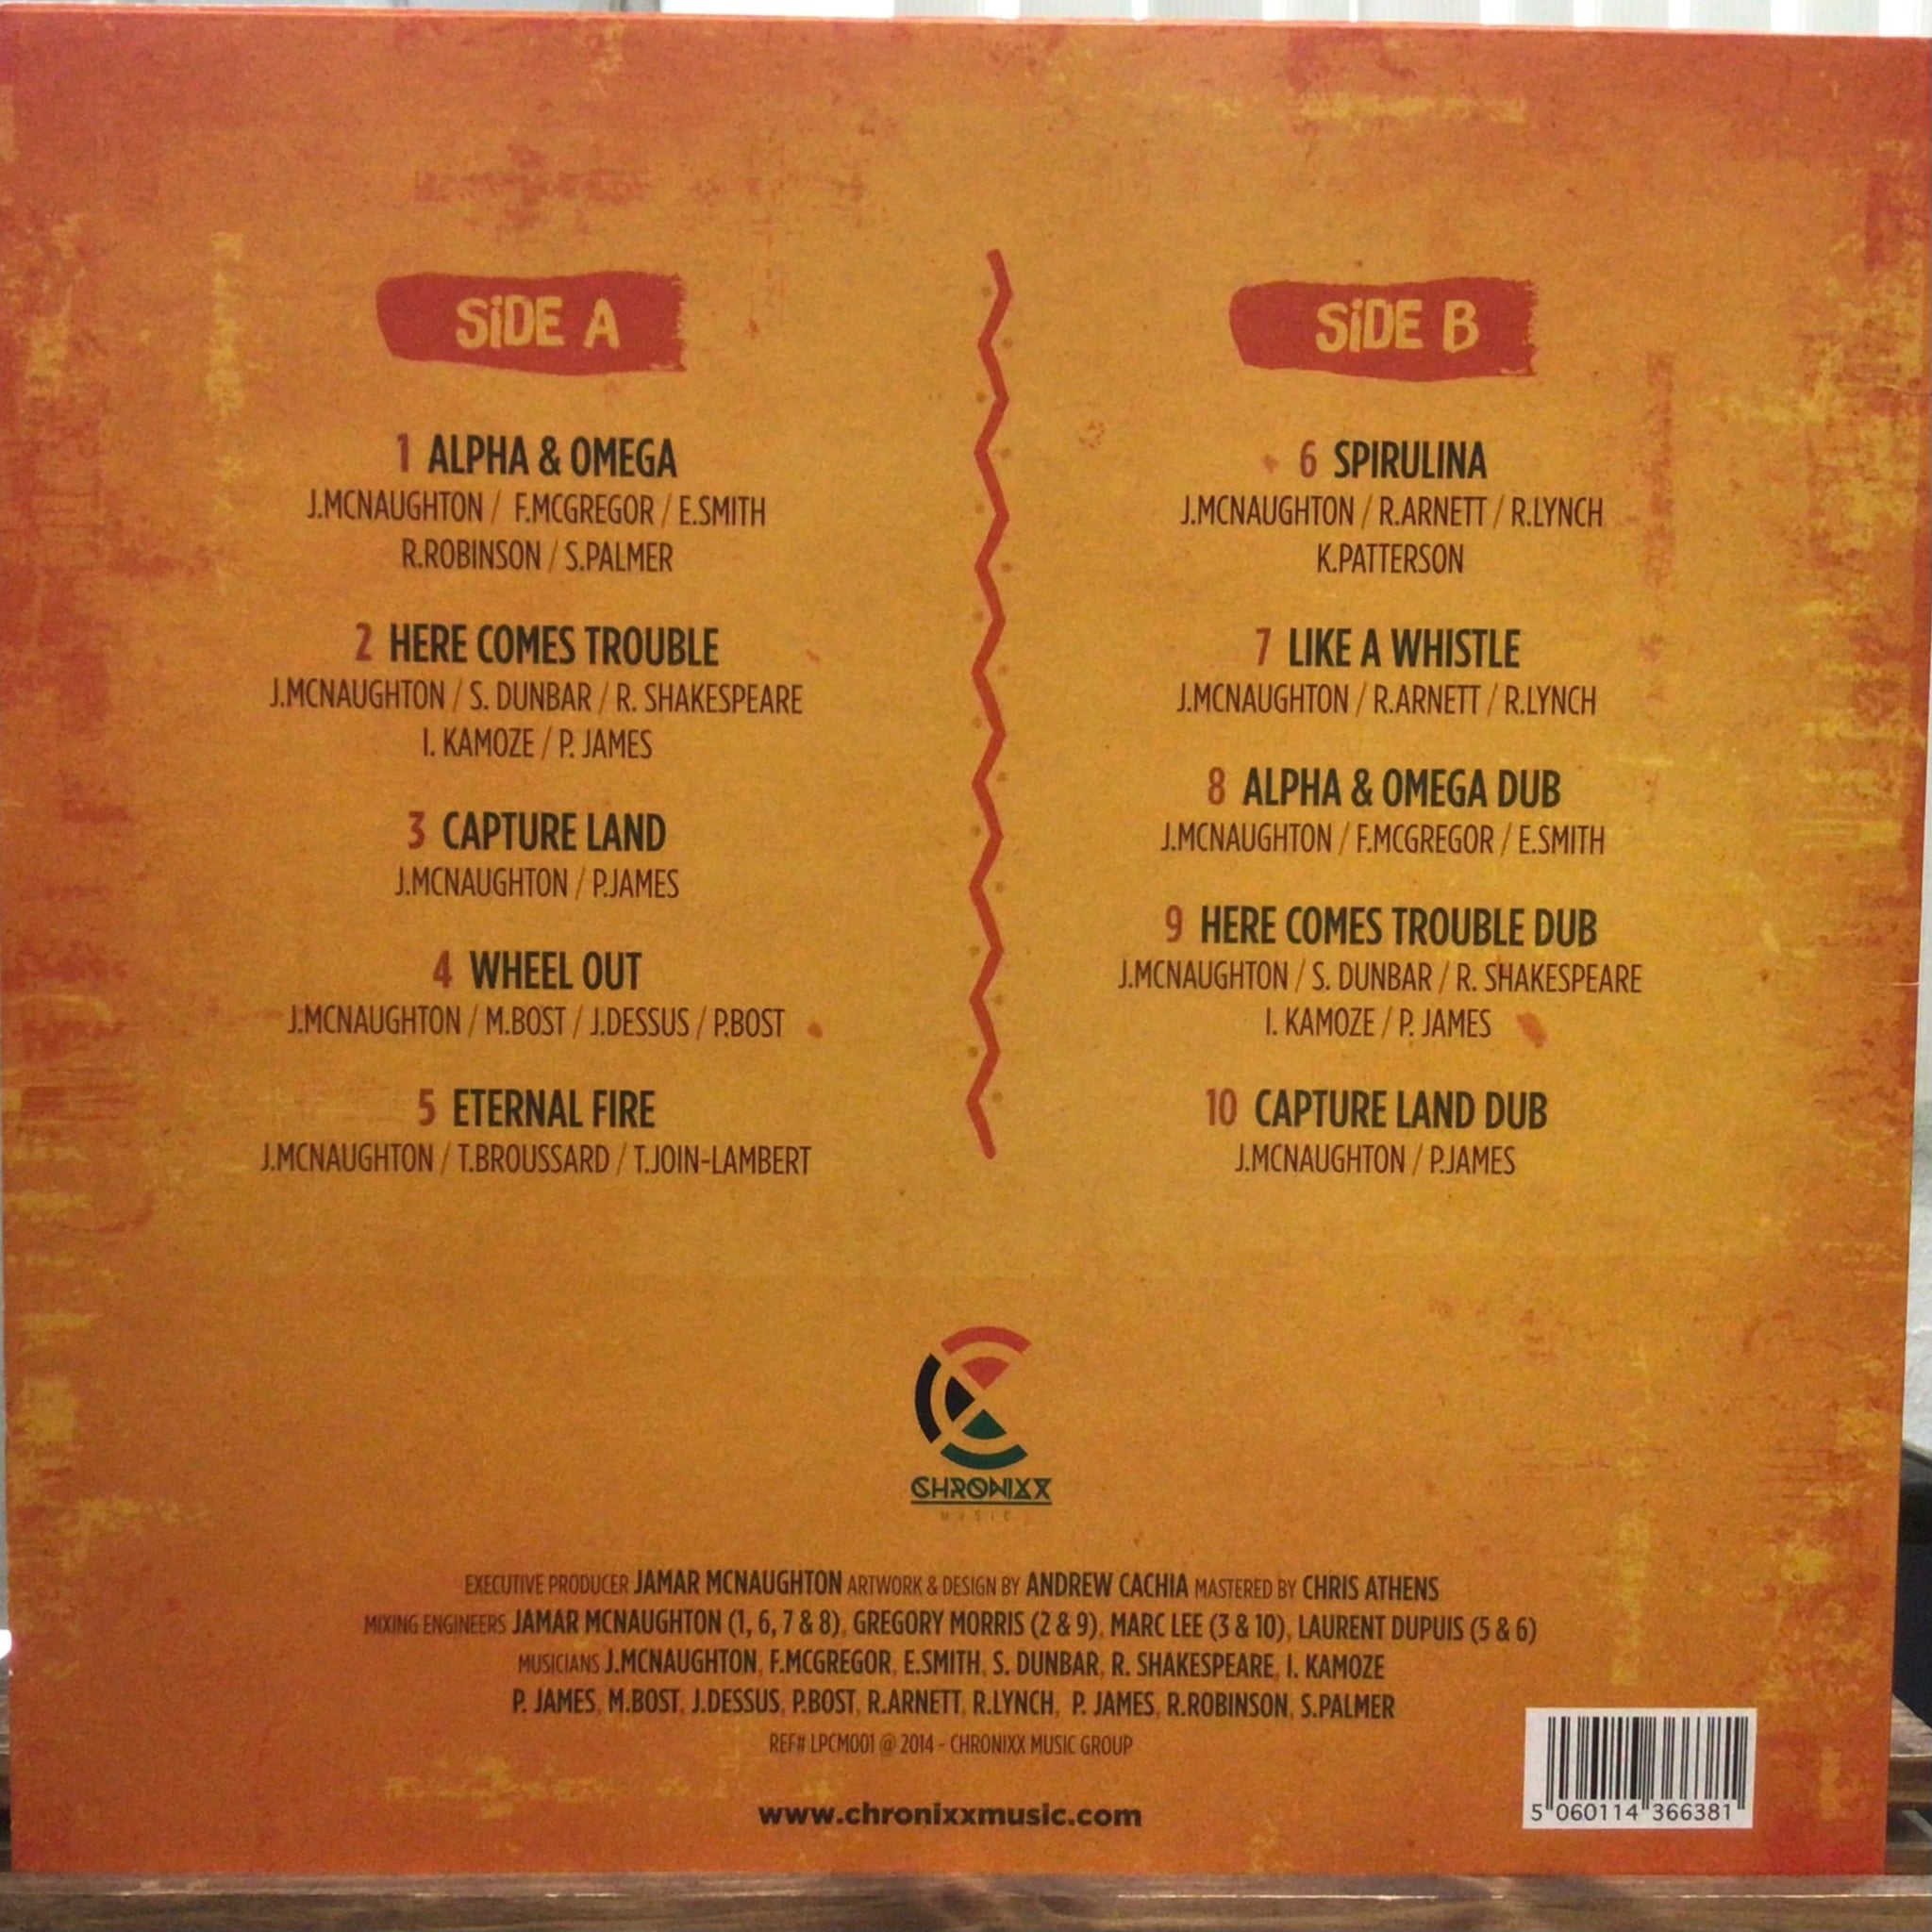 SiDE A
1 ALPHA & OMEGA
J.MCNAUGHTON / F.MCGREGOR / E.SMITH
R.ROBINSON / S.PALMER
2 HERE COMES TROUBLE
J.MCNAUGHTON / S. DUNBAR / R. SHAKESPEARE
I. KAMOZE / P. JAMES
3 CAPTURE LAND
J.MCNAUGHTON / P.JAMES
4 WHEEL OUT
J.MCNAUGHTON / M.BOST / J.DESSUS / P.BOST
5 ETERNAL FIRE
J.MCNAUGHTON / T.BROUSSARD / T.JOIN-LAMBERT
SiDE B
6 SPIRULINA
J.MCNAUGHTON / R.ARNETT / R.LYNCH
K.PATTERSON
7 LIKE A WHISTLE
J.MCNAUGHTON / R.ARNETT / R.LYNCH
8 ALPHA & OMEGA DUB
J.MCNAUGHTON / F.MCGREGOR / E.SMITH
9 HERE COMES TROUBLE DUB
J.MCNAUGHTON / S. DUNBAR / R. SHAKESPEARE
I. KAMOZE / P. JAMES
10 CAPTURE LAND DUB
J.MCNAUGHTON / P.JAMES
CHRONIXX
MUSIC
EXECUTIVE PRODUCER JAMAR MCNAUGHTON ARTWORK & DESIGN BY ANDREW CACHIA MASTERED BY CHRIS ATHENS
MIXING ENGINEERS JAMAR MCNAUGHTON (1, 6, 7 & 8), GREGORY MORRIS (2 & 9), MARC LEE (3 & 10), LAURENT DUPUIS (5 & 6)
MUSICIANS J.MCNAUGHTON, F.MCGREGOR, E.SMITH, S. DUNBAR, R. SHAKESPEARE, I. KAMOZE
P. JAMES, M.BOST, J.DESSUS, P.BOST, R.ARNETT, R.LYNCH, P. JAMES, R.ROBINSON, S.PALMER
REF# LPCM001 @ 2014 - CHRONIXX MUSIC GROUP
www.chronixxmusic.com
5 060114 366381